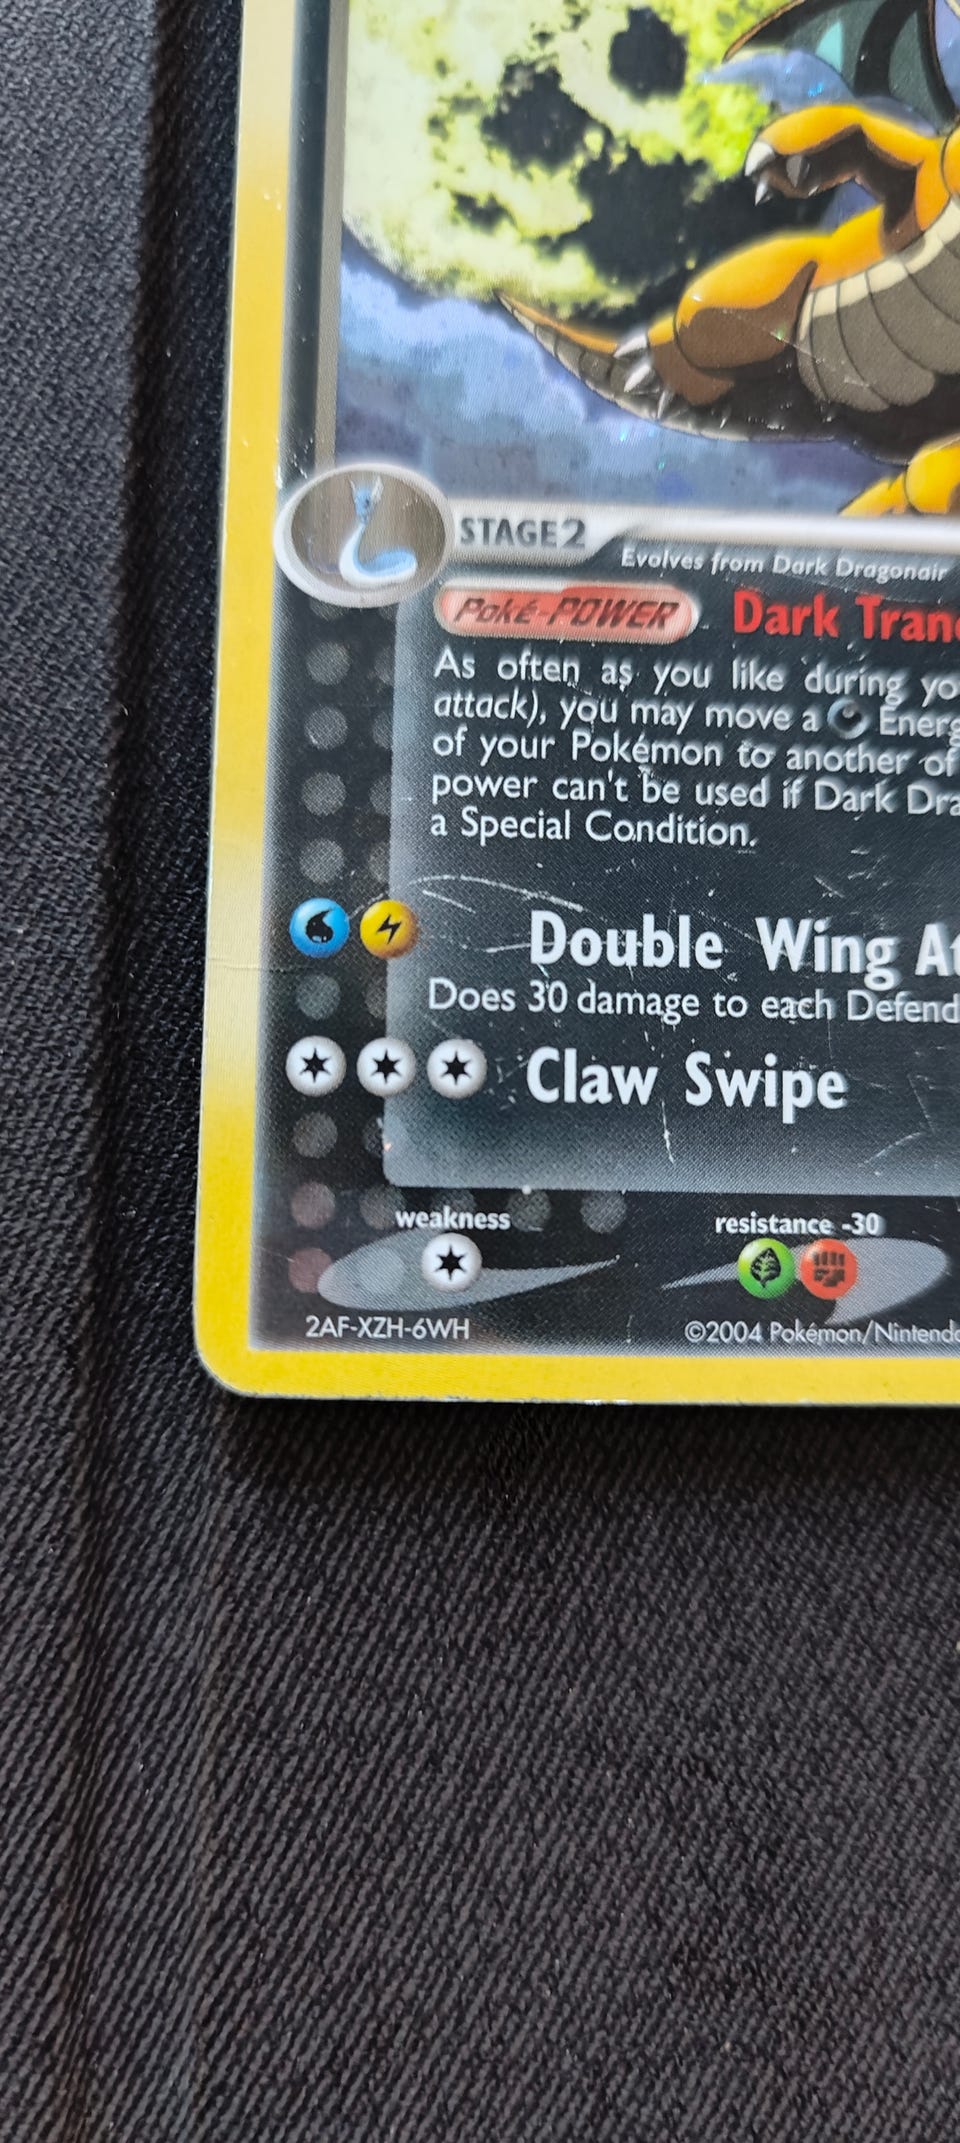 STAGE2
Evolves from Dark Dragonair
Poké-POWER Dark Tranc
As often as you like during yo
attack), you may move a Energ
of your Pokémon to another of
power can't be used if Dark Dra
a Special Condition.
Double Wing At
Does 30 damage to each Defend
Claw Swipe
weakness resistance -30
2AF-XZH-6WH ©2004 Pokémon/Nintendo